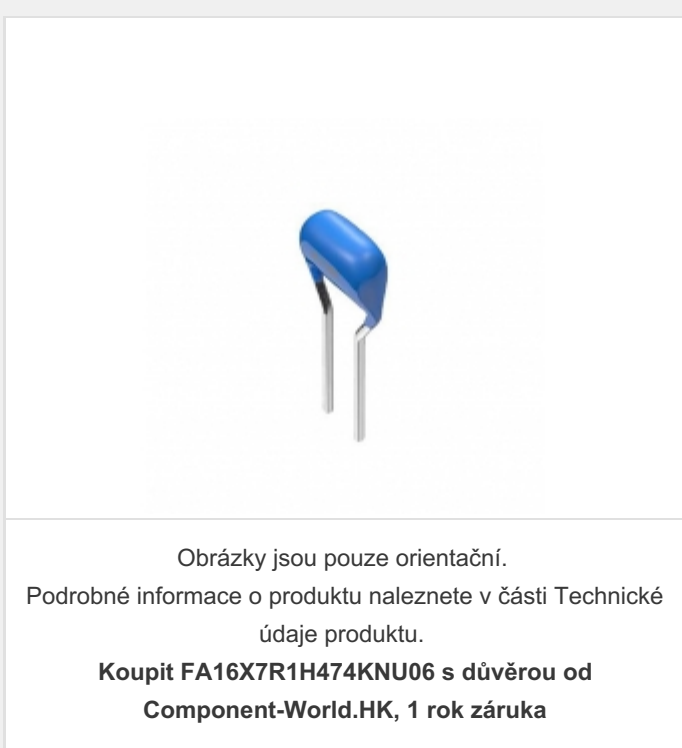 Obrázky jsou pouze orientační.
Podrobné informace o produktu naleznete v části Technické
údaje produktu.
Koupit FA16X7R1H474KNU06 s důvěrou od
Component-World.HK, 1 rok záruka